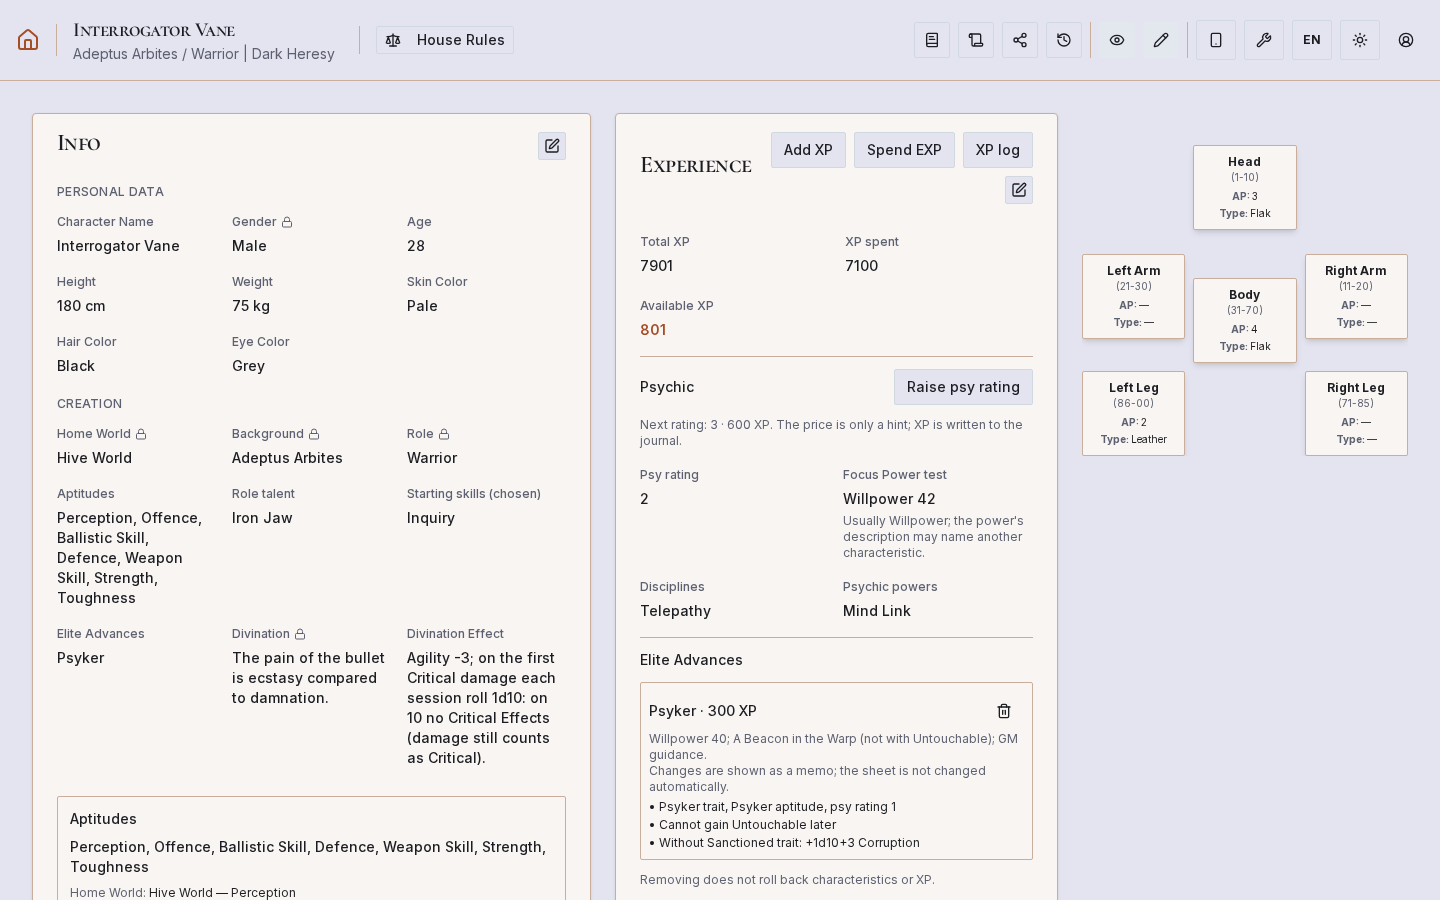 Interrogator Vane
Adeptus Arbites / Warrior | Dark Heresy
House Rules
EN
Info
PERSONAL DATA
Character Name
Interrogator Vane
Gender
Male
Age
28
Height
180 cm
Weight
75 kg
Skin Color
Pale
Hair Color
Black
Eye Color
Grey
CREATION
Home World
Hive World
Background
Adeptus Arbites
Role
Warrior
Aptitudes
Perception, Offence,
Ballistic Skill,
Defence, Weapon
Skill, Strength,
Toughness
Role talent
Iron Jaw
Starting skills (chosen)
Inquiry
Elite Advances
Psyker
Divination
The pain of the bullet
is ecstasy compared
to damnation.
Divination Effect
Agility -3; on the first
Critical damage each
session roll 1d10: on
10 no Critical Effects
(damage still counts
as Critical).
Aptitudes
Perception, Offence, Ballistic Skill, Defence, Weapon Skill, Strength,
Toughness
Home World: Hive World — Perception
Experience
Add XP
Spend EXP
XP log
Total XP
7901
XP spent
7100
Available XP
801
Psychic
Raise psy rating
Next rating: 3 · 600 XP. The price is only a hint; XP is written to the
journal.
Psy rating
2
Focus Power test
Willpower 42
Usually Willpower; the power's
description may name another
characteristic.
Disciplines
Telepathy
Psychic powers
Mind Link
Elite Advances
Psyker · 300 XP
Willpower 40; A Beacon in the Warp (not with Untouchable); GM
guidance.
Changes are shown as a memo; the sheet is not changed
automatically.
• Psyker trait, Psyker aptitude, psy rating 1
• Cannot gain Untouchable later
• Without Sanctioned trait: +1d10+3 Corruption
Removing does not roll back characteristics or XP.
Head
(1-10)
AP: 3
Type: Flak
Left Arm
(21-30)
AP: —
Type: —
Body
(31-70)
AP: 4
Type: Flak
Right Arm
(11-20)
AP: —
Type: —
Left Leg
(86-00)
AP: 2
Type: Leather
Right Leg
(71-85)
AP: —
Type: —